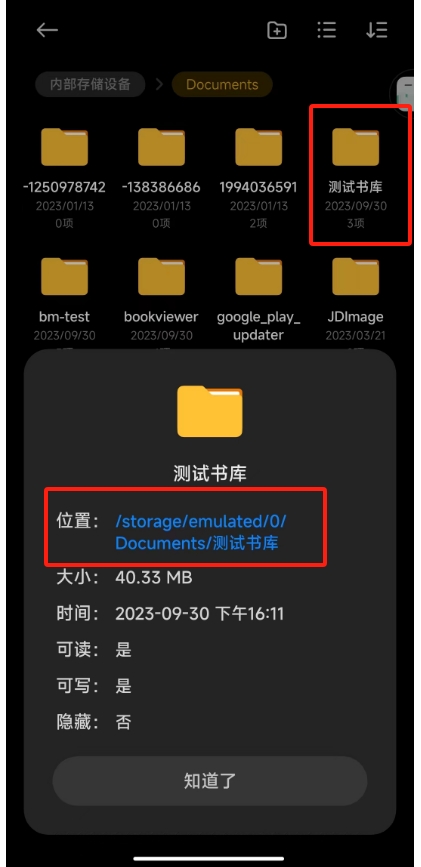 内部存储设备 > Documents
-1250978742 -138386686 1994036591 测试书库
2023/01/13 2023/01/13 2023/01/13 2023/09/30
0项 0项 2项 3项
bm-test bookviewer google_play_ JDImage
updater
2023/09/30 2023/09/30 2023/03/21
测试书库
位置： /storage/emulated/0/
Documents/测试书库
大小： 40.33 MB
时间： 2023-09-30 下午16:11
可读： 是
可写： 是
隐藏： 否
知道了